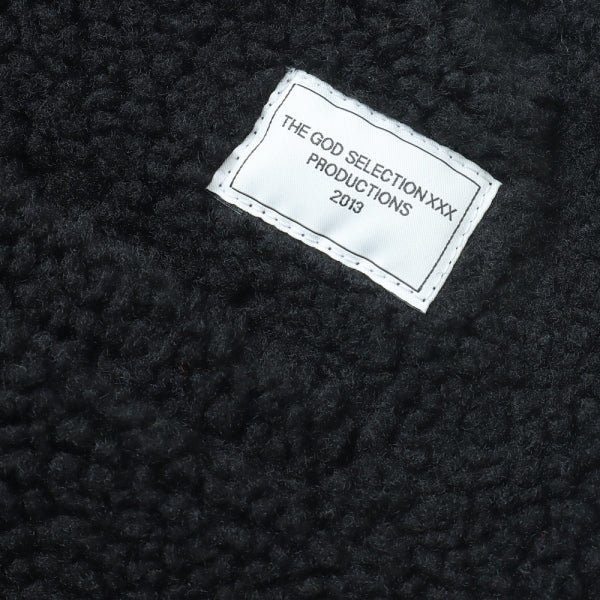 THE GOD SELECTION XXX
PRODUCTIONS
2013